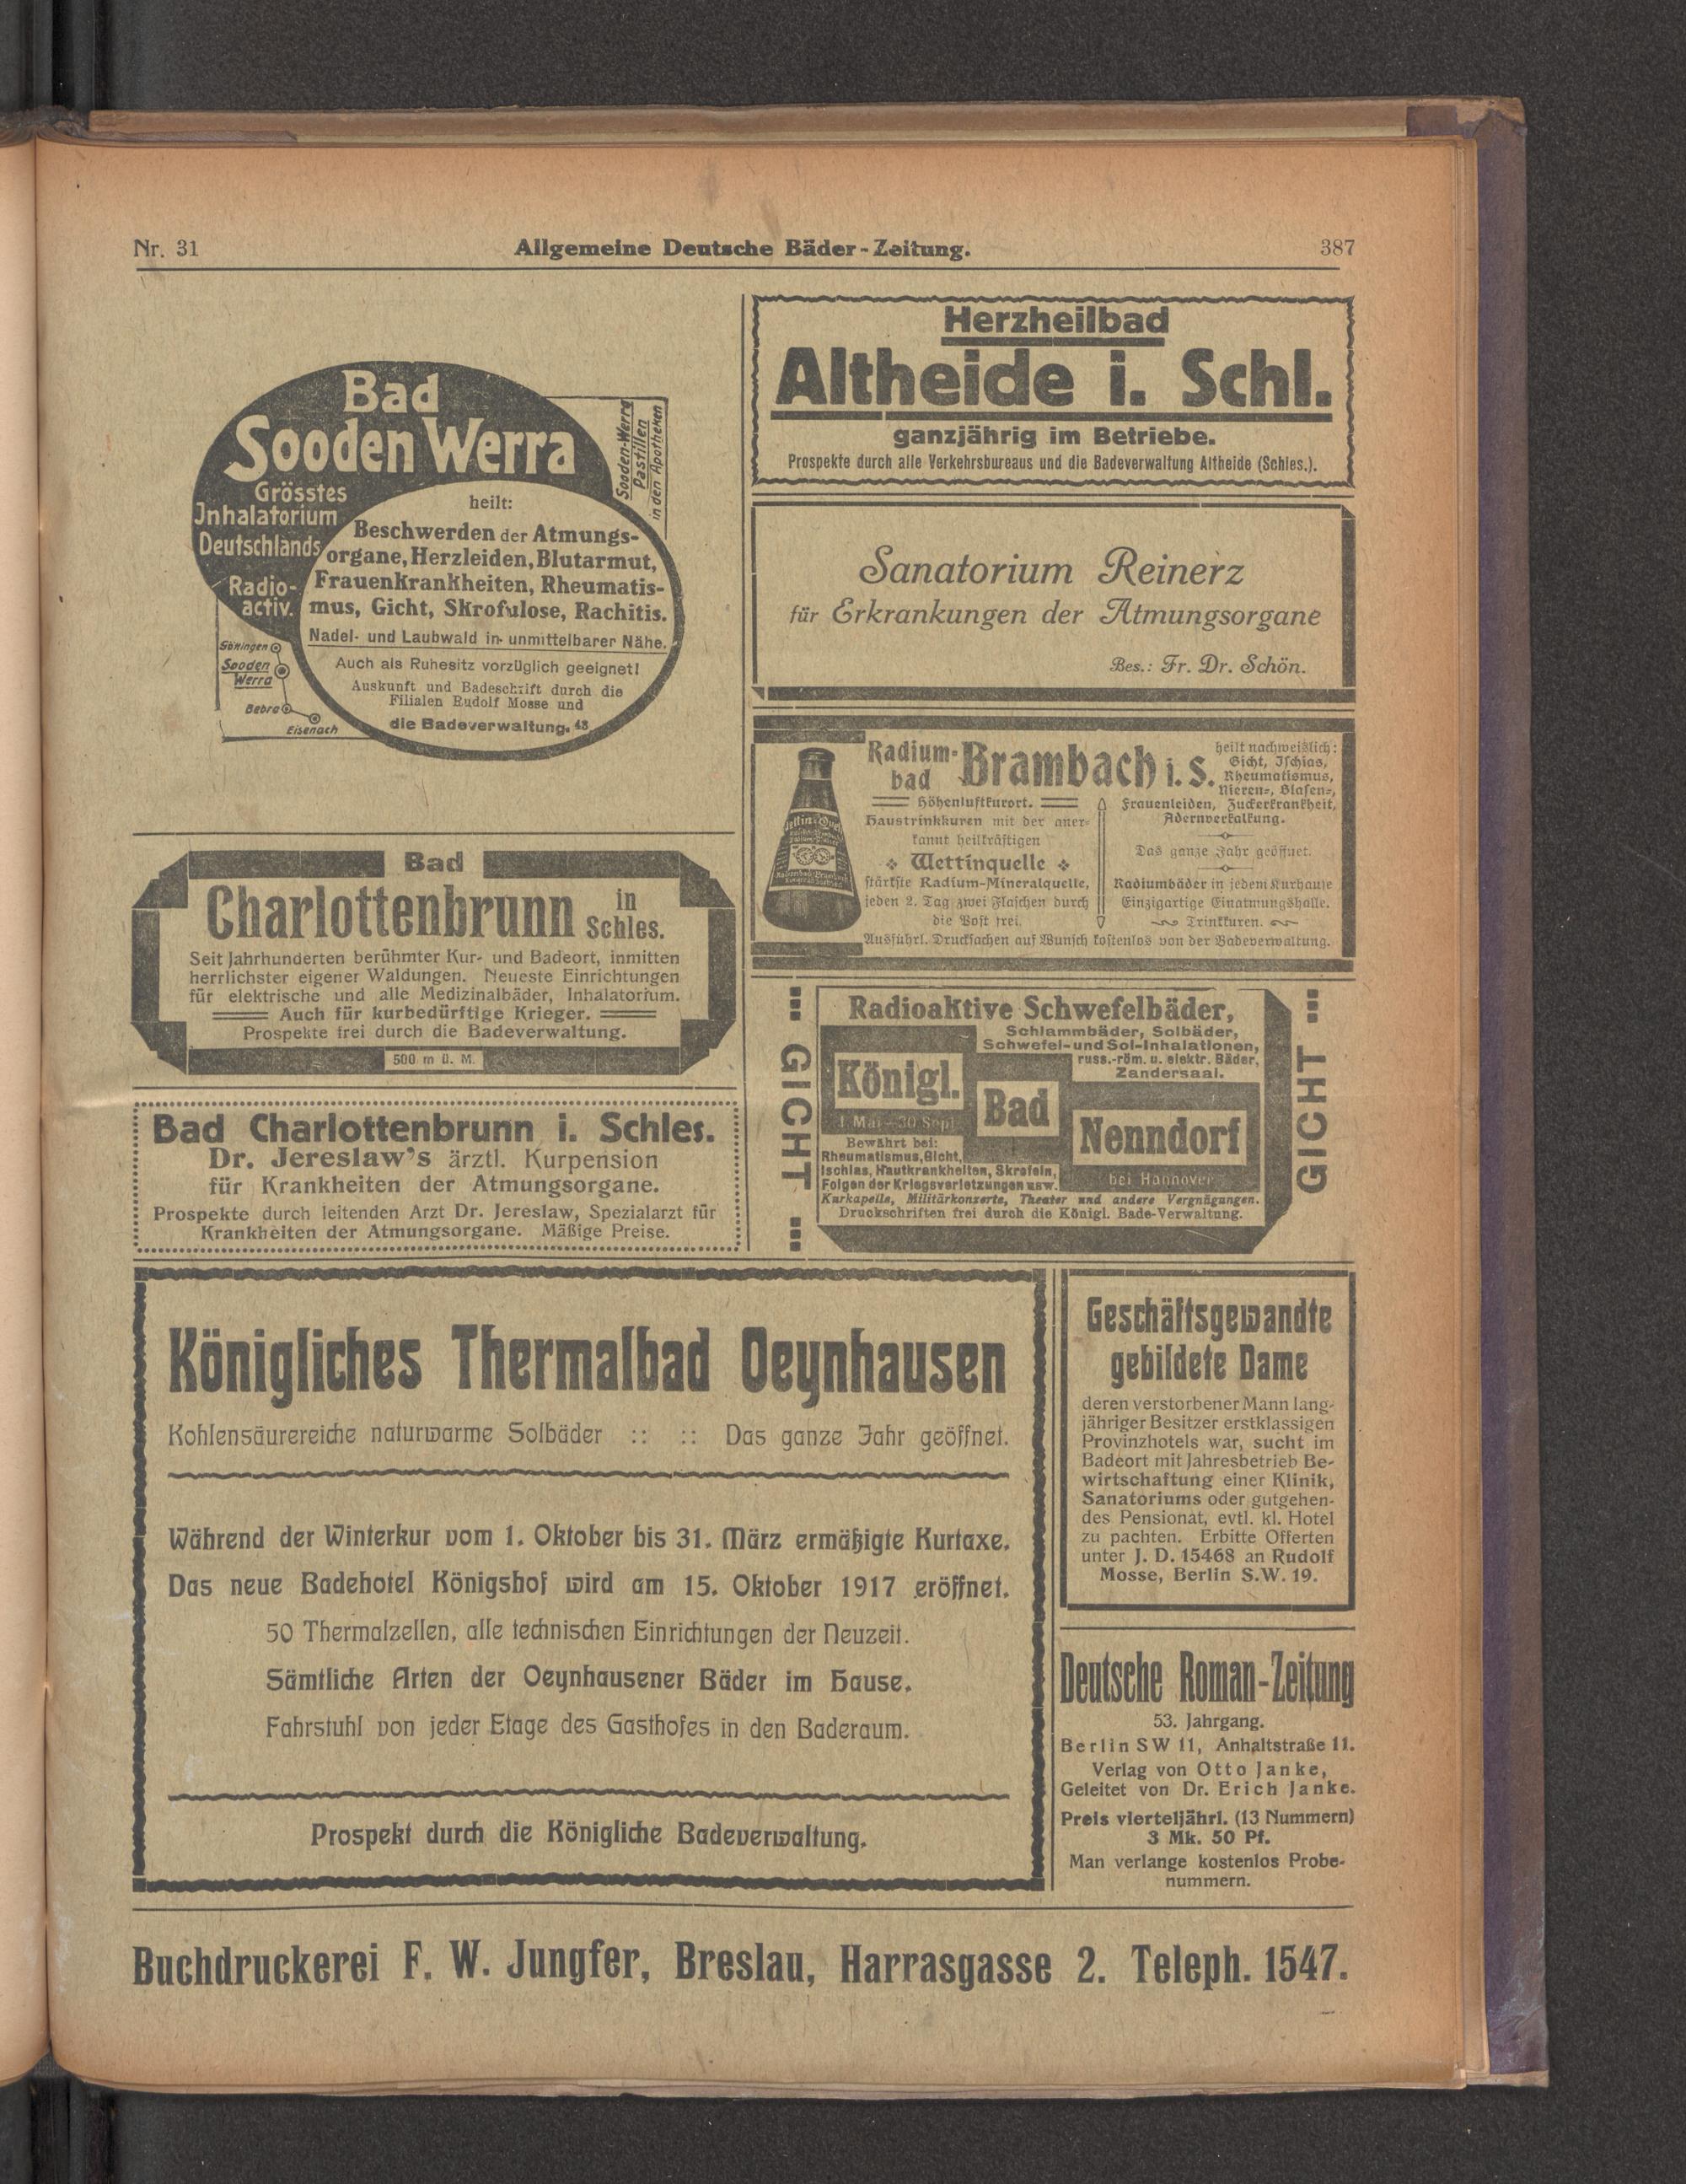 Nr. 31
Allgemeine Deutsche Bäder-Zeitung.
387
Bad
Sooden Werra
Grösstes
Jnhalatorium
Deutschlands
Radio-
activ.
Sooden-Werra
Pastillen
in den Apotheken
heilt:
Beschwerden der Atmungs-
organe, Herzleiden, Blutarmut,
Frauenkrankheiten, Rheumatis-
mus, Gicht, Skrofulose, Rachitis.
Nadel- und Laubwald in unmittelbarer Nähe.
Auch als Ruhesitz vorzüglich geeignet!
Auskunft und Badeschrift durch die
Filialen Rudolf Mosse und
die Badeverwaltung. 48
Göttingen
Sooden
Werra
Bebra
Eisenach
Bad
Charlottenbrunn in
Schles.
Seit Jahrhunderten berühmter Kur- und Badeort, inmitten
herrlichster eigener Waldungen. Neueste Einrichtungen
für elektrische und alle Medizinalbäder, Inhalatorium.
Auch für kurbedürftige Krieger.
Prospekte frei durch die Badeverwaltung.
500 m ü. M.
Bad Charlottenbrunn i. Schles.
Dr. Jereslaw's ärztl. Kurpension
für Krankheiten der Atmungsorgane.
Prospekte durch leitenden Arzt Dr. Jereslaw, Spezialarzt für
Krankheiten der Atmungsorgane. Mäßige Preise.
Herzheilbad
Altheide i. Schl.
ganzjährig im Betriebe.
Prospekte durch alle Verkehrsbureaus und die Badeverwaltung Altheide (Schles.).
Sanatorium Reinerz
für Erkrankungen der Atmungsorgane
Bes.: Fr. Dr. Schön.
Radium-
bad
Brambach i. S.
heilt nachweislich:
Gicht, Ischias,
Rheumatismus,
Nieren-, Blasen-,
Frauenleiden, Zuckerkrankheit,
Adernverkalkung.
Höhenluftkurort.
Haustrinkkuren mit der aner-
kannt heilkräftigen
Wettinquelle
stärkste Radium-Mineralquelle,
jeden 2. Tag zwei Flaschen durch
die Post frei.
Das ganze Jahr geöffnet.
Radiumbäder in jedem Kurhause
Einzigartige Einatmungshalle.
Trinkkuren.
Ausführl. Drucksachen auf Wunsch kostenlos von der Badeverwaltung.
GICHT
Radioaktive Schwefelbäder,
Schlammbäder, Solbäder,
Schwefel- und Sol-Inhalationen,
russ.-röm. u. elektr. Bäder,
Zandersaal.
Königl.
Bad
Nenndorf
bei Hannover
1. Mai - 30. Sept.
Bewährt bei:
Rheumatismus, Gicht,
Ischias, Hautkrankheiten, Skrofeln,
Folgen der Kriegsverletzungen usw.
Kurkapelle, Militärkonzerte, Theater und andere Vergnügungen.
Druckschriften frei durch die Königl. Bade-Verwaltung.
GICHT
Königliches Thermalbad Oeynhausen
Kohlensäurereiche naturwarme Solbäder :: :: Das ganze Jahr geöffnet.
Während der Winterkur vom 1. Oktober bis 31. März ermäßigte Kurtaxe.
Das neue Badehotel Königshof wird am 15. Oktober 1917 eröffnet.
50 Thermalzellen, alle technischen Einrichtungen der Neuzeit.
Sämtliche Arten der Oeynhausener Bäder im Hause.
Fahrstuhl von jeder Etage des Gasthofes in den Baderaum.
Prospekt durch die Königliche Badeverwaltung.
Geschäftsgewandte
gebildete Dame
deren verstorbener Mann lang-
jähriger Besitzer erstklassigen
Provinzhotels war, sucht im
Badeort mit Jahresbetrieb Be-
wirtschaftung einer Klinik,
Sanatoriums oder gutgehen-
des Pensionat, evtl. kl. Hotel
zu pachten. Erbitte Offerten
unter J. D. 15468 an Rudolf
Mosse, Berlin S.W. 19.
Deutsche Roman-Zeitung
53. Jahrgang.
Berlin SW 11, Anhaltstraße 11.
Verlag von Otto Janke,
Geleitet von Dr. Erich Janke.
Preis vierteljährl. (13 Nummern)
3 Mk. 50 Pf.
Man verlange kostenlos Probe-
nummern.
Buchdruckerei F. W. Jungfer, Breslau, Harrasgasse 2. Teleph. 1547.